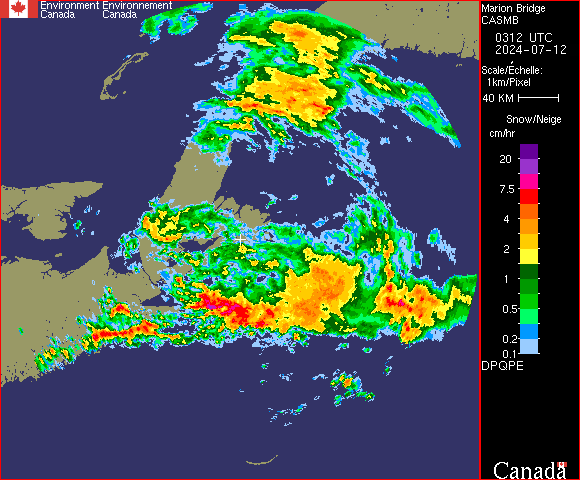 Environment Environnement
Canada Canada
Marion Bridge
CASMB
0312 UTC
2024-07-12
Scale/Échelle:
1km/Pixel
40 KM
Snow/Neige
cm/hr
20
7.5
4
2
1
0.5
0.2
0.1
DPQPE
Canada